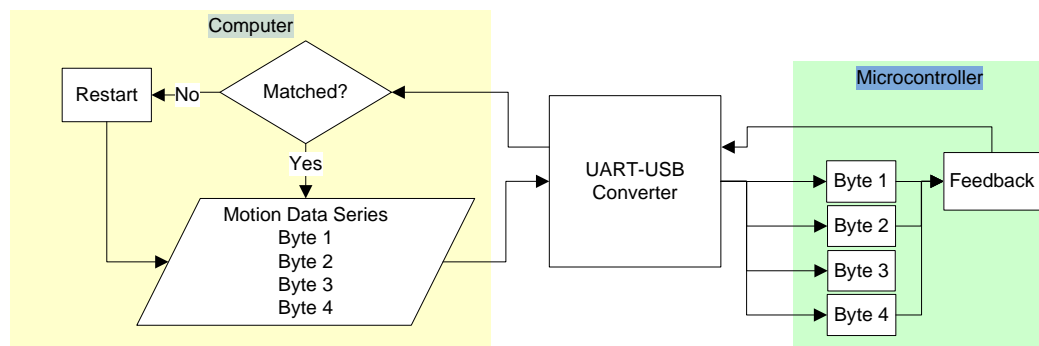 Computer
Restart
No
Matched?
Yes
Motion Data Series
Byte 1
Byte 2
Byte 3
Byte 4
UART-USB
Converter
Microcontroller
Byte 1
Byte 2
Byte 3
Byte 4
Feedback